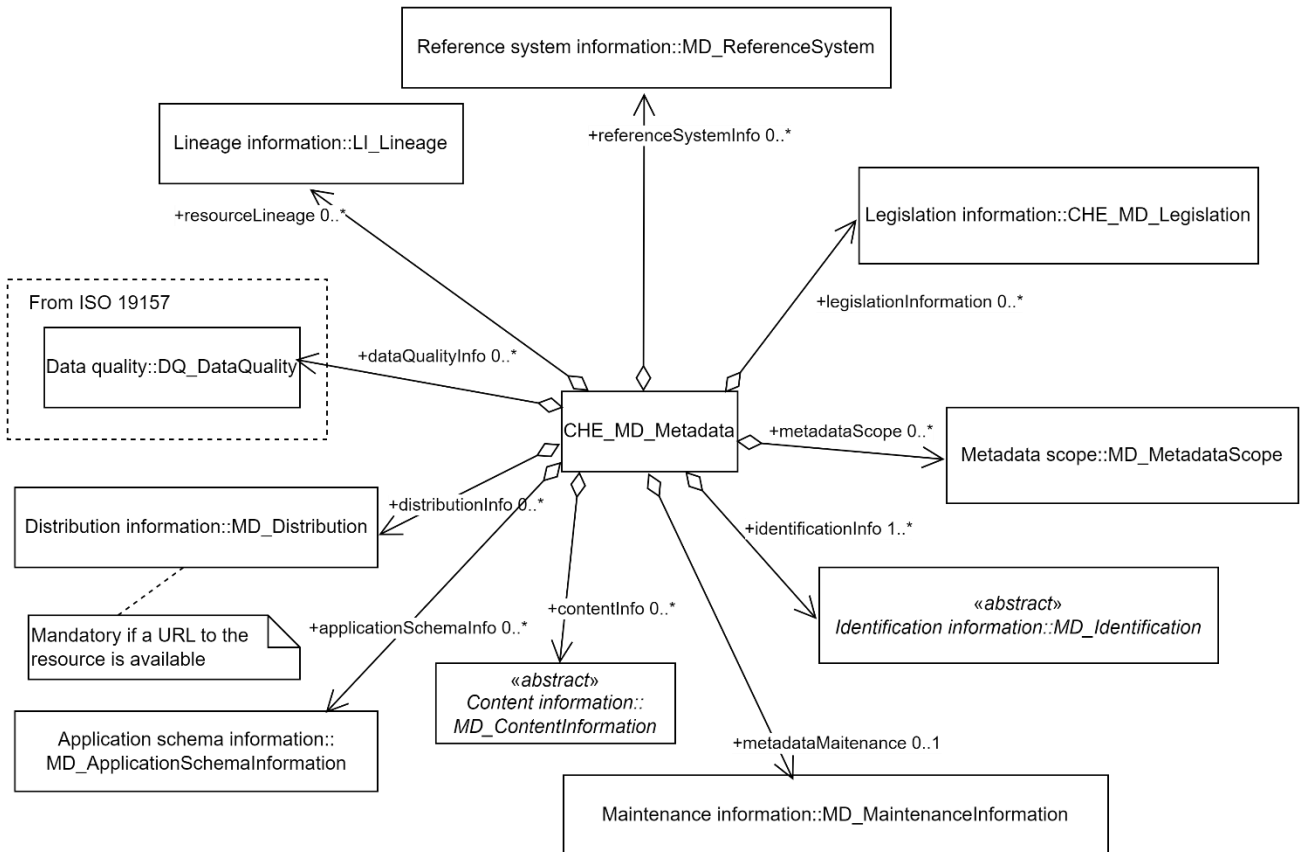 Reference system information::MD_ReferenceSystem
Lineage information::LI_Lineage
+referenceSystemInfo 0..*
+resourceLineage 0..*
Legislation information::CHE_MD_Legislation
+legislationInformation 0..*
From ISO 19157
Data quality::DQ_DataQuality
+dataQualityInfo 0..*
CHE_MD_Metadata
+metadataScope 0..*
Metadata scope::MD_MetadataScope
+distributionInfo 0..*
Distribution information::MD_Distribution
+identificationInfo 1..*
«abstract»
Identification information::MD_Identification
+contentInfo 0..*
Mandatory if a URL to the
resource is available
+applicationSchemaInfo 0..*
«abstract»
Content information::
MD_ContentInformation
Application schema information::
MD_ApplicationSchemaInformation
+metadataMaitenance 0..1
Maintenance information::MD_MaintenanceInformation